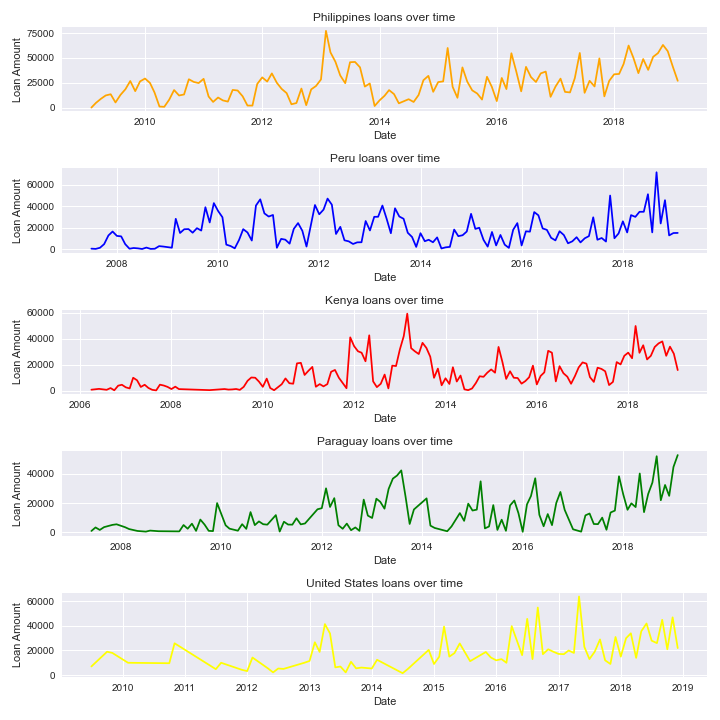 Philippines loans over time
75000
50000
25000
0
Loan Amount
2010 2012 2014 2016 2018
Date
Peru loans over time
60000
40000
20000
0
Loan Amount
2008 2010 2012 2014 2016 2018
Date
Kenya loans over time
60000
40000
20000
0
Loan Amount
2006 2008 2010 2012 2014 2016 2018
Date
Paraguay loans over time
40000
20000
0
Loan Amount
2008 2010 2012 2014 2016 2018
Date
United States loans over time
60000
40000
20000
0
Loan Amount
2010 2011 2012 2013 2014 2015 2016 2017 2018 2019
Date